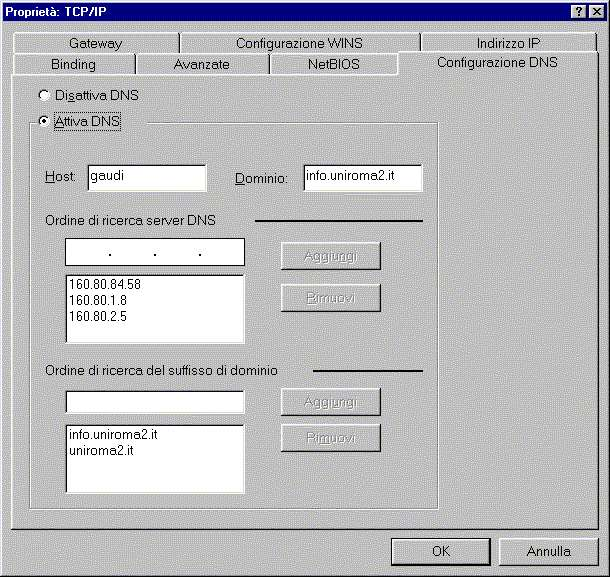 Proprietà: TCP/IP
Gateway
Configurazione WINS
Indirizzo IP
Binding
Avanzate
NetBIOS
Configurazione DNS
Disattiva DNS
Attiva DNS
Host: gaudi
Dominio: info.uniroma2.it
Ordine di ricerca server DNS
. . .
Aggiungi
160.80.84.58
160.80.1.8
160.80.2.5
Rimuovi
Ordine di ricerca del suffisso di dominio
Aggiungi
info.uniroma2.it
uniroma2.it
Rimuovi
OK
Annulla